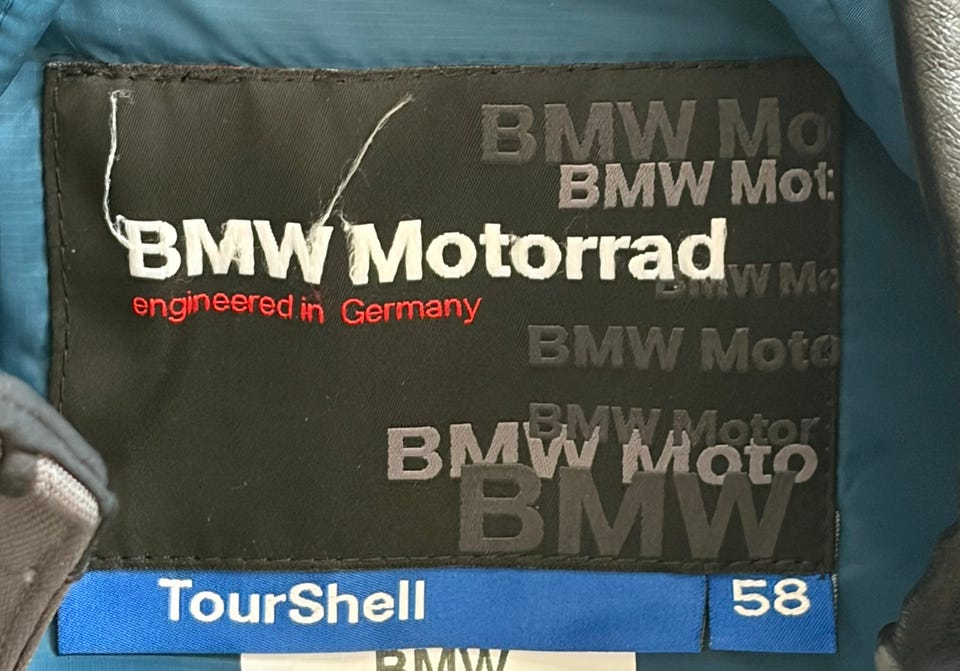 BMW Mo
BMW Mot
BMW Motorrad
engineered in Germany
BMW Mo
BMW Moto
BMW Motor
BMW Moto
BMW
TourShell 58
BMW